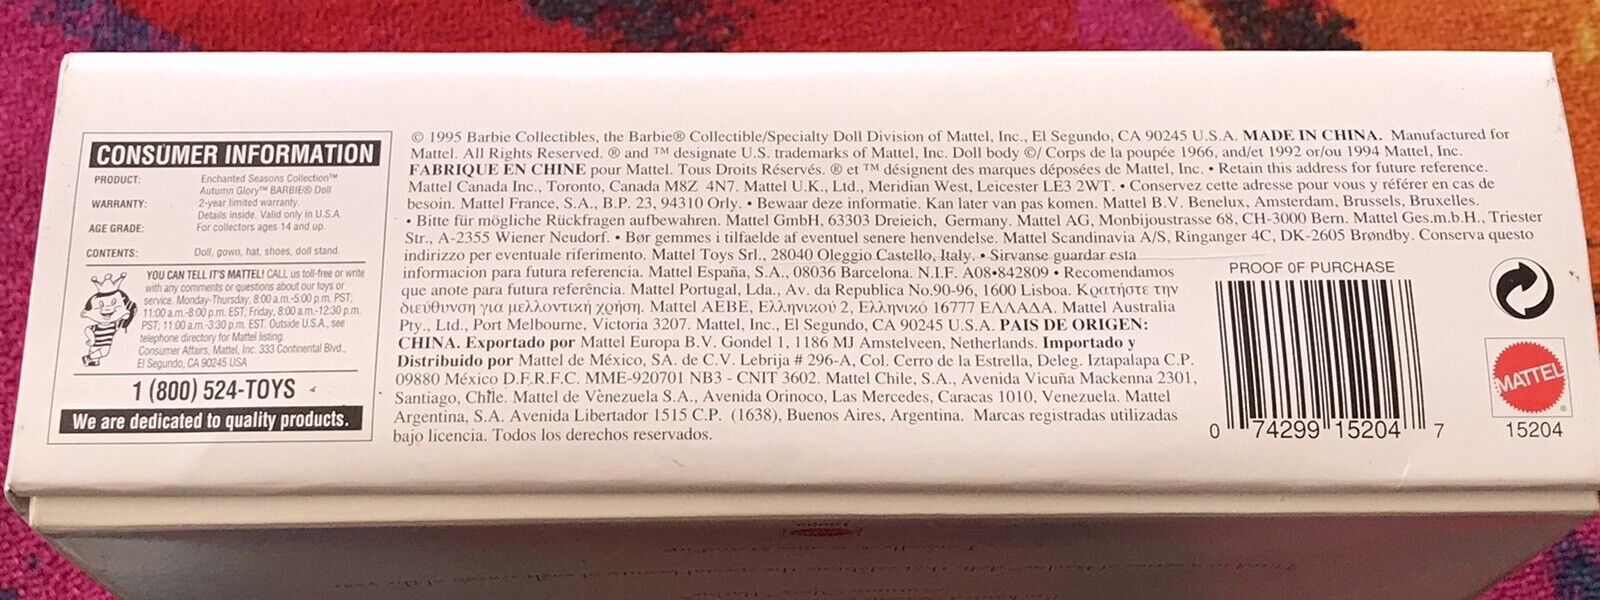 CONSUMER INFORMATION
PRODUCT: Enchanted Seasons Collection™
Autumn Glory™ BARBIE® Doll
WARRANTY: 2-year limited warranty.
Details inside. Valid only in U.S.A.
AGE GRADE: For collectors ages 14 and up.
CONTENTS: Doll, gown, hat, shoes, doll stand.
YOU CAN TELL IT'S MATTEL! CALL us toll-free or write
with any comments or questions about our toys or
service. Monday-Thursday, 8:00 a.m.-5:00 p.m. PST;
11:00 a.m.-8:00 p.m. EST; Friday, 8:00 a.m.-12:30 p.m.
PST; 11:00 a.m.-3:30 p.m. EST. Outside U.S.A., see
telephone directory for Mattel listing.
Consumer Affairs, Mattel, Inc. 333 Continental Blvd.,
El Segundo, CA 90245 USA
1 (800) 524-TOYS
We are dedicated to quality products.
© 1995 Barbie Collectibles, the Barbie® Collectible/Specialty Doll Division of Mattel, Inc., El Segundo, CA 90245 U.S.A. MADE IN CHINA. Manufactured for
Mattel. All Rights Reserved. ® and ™ designate U.S. trademarks of Mattel, Inc. Doll body ©/ Corps de la poupée 1966, and/et 1992 or/ou 1994 Mattel, Inc.
FABRIQUE EN CHINE pour Mattel. Tous Droits Réservés. ® et ™ désignent des marques déposées de Mattel, Inc. • Retain this address for future reference.
Mattel Canada Inc., Toronto, Canada M8Z 4N7. Mattel U.K., Ltd., Meridian West, Leicester LE3 2WT. • Conservez cette adresse pour vous y référer en cas de
besoin. Mattel France, S.A., B.P. 23, 94310 Orly. • Bewaar deze informatie. Kan later van pas komen. Mattel B.V. Benelux, Amsterdam, Brussels, Bruxelles.
• Bitte für mögliche Rückfragen aufbewahren. Mattel GmbH, 63303 Dreieich, Germany. Mattel AG, Monbijoustrasse 68, CH-3000 Bern. Mattel Ges.m.b.H., Triester
Str., A-2355 Wiener Neudorf. • Bør gemmes i tilfaelde af eventuel senere henvendelse. Mattel Scandinavia A/S, Ringager 4C, DK-2605 Brøndby. Conserva questo
indirizzo per eventuale riferimento. Mattel Toys Srl., 28040 Oleggio Castello, Italy. • Sirvanse guardar esta
informacion para futura referencia. Mattel España, S.A., 08036 Barcelona. N.I.F. A08•842809 • Recomendamos
que anote para futura referência. Mattel Portugal, Lda., Av. da Republica No.90-96, 1600 Lisboa. Κρατήστε την
διεύθυνση για μελλοντική χρήση. Mattel AEBE, Ελληνικού 2, Ελληνικό 16777 ΕΛΛΑΔΑ. Mattel Australia
Pty., Ltd., Port Melbourne, Victoria 3207. Mattel, Inc., El Segundo, CA 90245 U.S.A. PAIS DE ORIGEN:
CHINA. Exportado por Mattel Europa B.V. Gondel 1, 1186 MJ Amstelveen, Netherlands. Importado y
Distribuido por Mattel de México, SA. de C.V. Lebrija # 296-A, Col. Cerro de la Estrella, Deleg. Iztapalapa C.P.
09880 México D.F.R.F.C. MME-920701 NB3 - CNIT 3602. Mattel Chile, S.A., Avenida Vicuña Mackenna 2301,
Santiago, Chile. Mattel de Venezuela S.A., Avenida Orinoco, Las Mercedes, Caracas 1010, Venezuela. Mattel
Argentina, S.A. Avenida Libertador 1515 C.P. (1638), Buenos Aires, Argentina. Marcas registradas utilizadas
bajo licencia. Todos los derechos reservados.
PROOF OF PURCHASE
0 74299 15204 7
MATTEL
®
15204